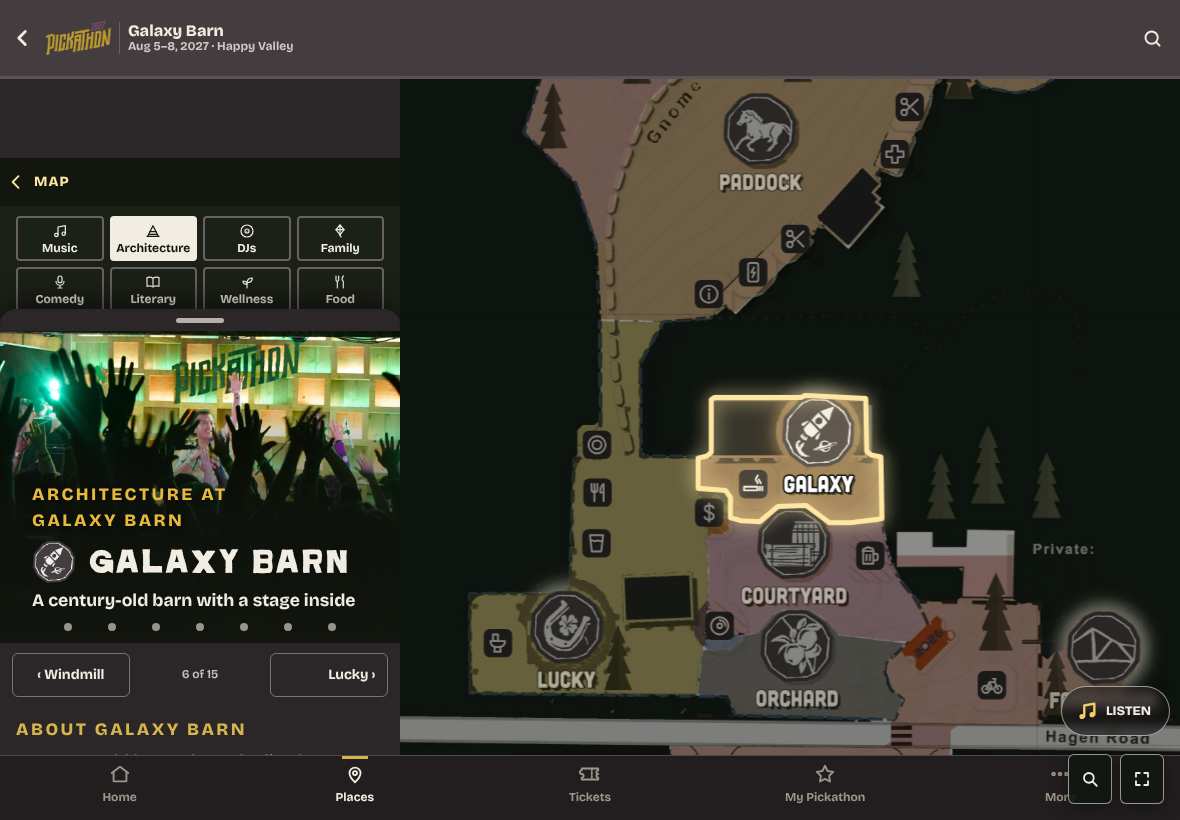 PICKATHON
Galaxy Barn
Aug 5–8, 2027 · Happy Valley
MAP
Music
Architecture
DJs
Family
Comedy
Literary
Wellness
Food
PICKATHON
ARCHITECTURE AT
GALAXY BARN
GALAXY BARN
A century-old barn with a stage inside
‹ Windmill
6 of 15
Lucky ›
ABOUT GALAXY BARN
Gnome
PADDOCK
GALAXY
$
COURTYARD
Private:
LUCKY
ORCHARD
LISTEN
Hagen Road
Home
Places
Tickets
My Pickathon